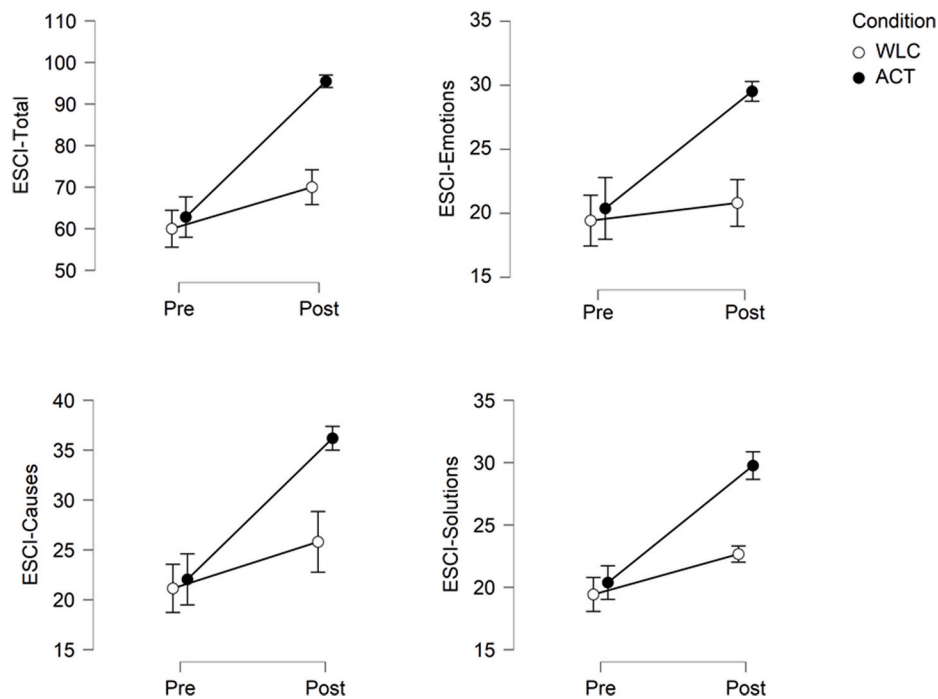 Condition
WLC
ACT
ESCI-Total
110
100
90
80
70
60
50
Pre Post
ESCI-Emotions
35
30
25
20
15
Pre Post
ESCI-Causes
40
35
30
25
20
15
Pre Post
ESCI-Solutions
35
30
25
20
15
Pre Post